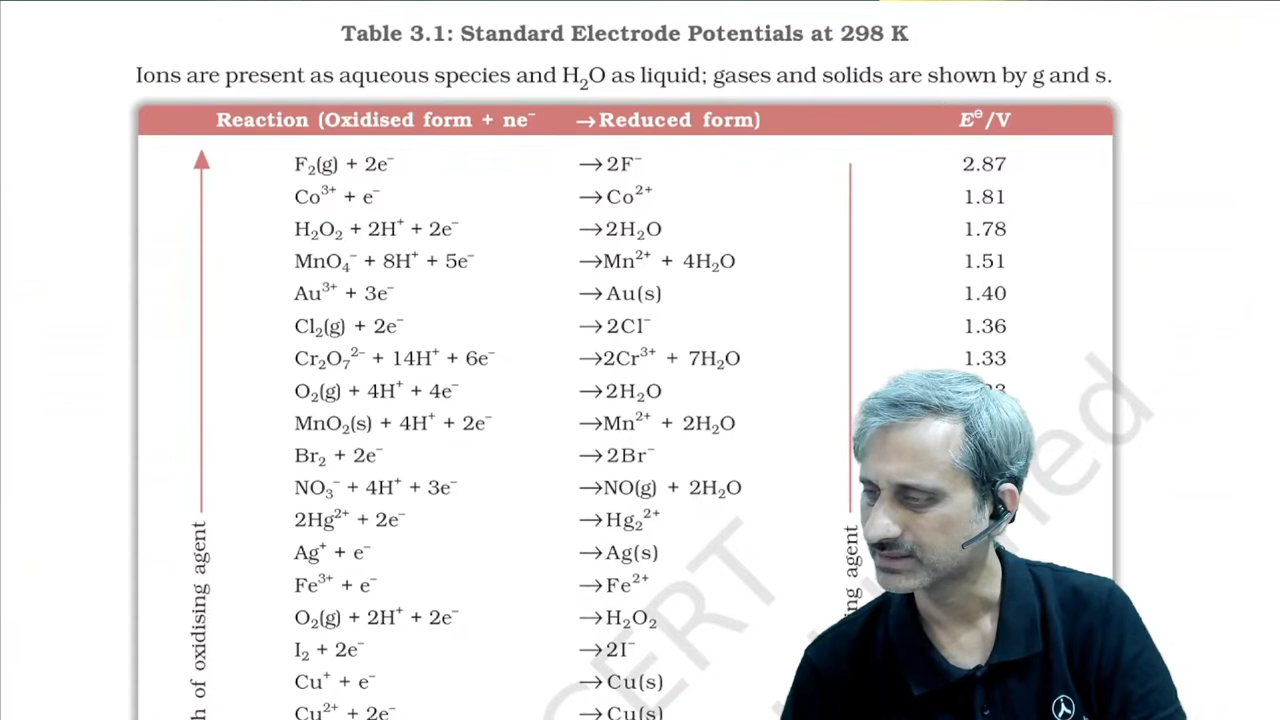 Table 3.1: Standard Electrode Potentials at 298 K
Ions are present as aqueous species and H₂O as liquid; gases and solids are shown by g and s.
Reaction (Oxidised form + ne⁻ →Reduced form) E⊖/V
F₂(g) + 2e⁻ →2F⁻ 2.87
Co³⁺ + e⁻ →Co²⁺ 1.81
H₂O₂ + 2H⁺ + 2e⁻ →2H₂O 1.78
MnO₄⁻ + 8H⁺ + 5e⁻ →Mn²⁺ + 4H₂O 1.51
Au³⁺ + 3e⁻ →Au(s) 1.40
Cl₂(g) + 2e⁻ →2Cl⁻ 1.36
Cr₂O₇²⁻ + 14H⁺ + 6e⁻ →2Cr³⁺ + 7H₂O 1.33
O₂(g) + 4H⁺ + 4e⁻ →2H₂O
MnO₂(s) + 4H⁺ + 2e⁻ →Mn²⁺ + 2H₂O
Br₂ + 2e⁻ →2Br⁻
NO₃⁻ + 4H⁺ + 3e⁻ →NO(g) + 2H₂O
2Hg²⁺ + 2e⁻ →Hg₂²⁺
Ag⁺ + e⁻ →Ag(s)
Fe³⁺ + e⁻ →Fe²⁺
O₂(g) + 2H⁺ + 2e⁻ →H₂O₂
I₂ + 2e⁻ →2I⁻
Cu⁺ + e⁻ →Cu(s)
Cu²⁺ + 2e⁻ →Cu(s)
of oxidising agent
agent